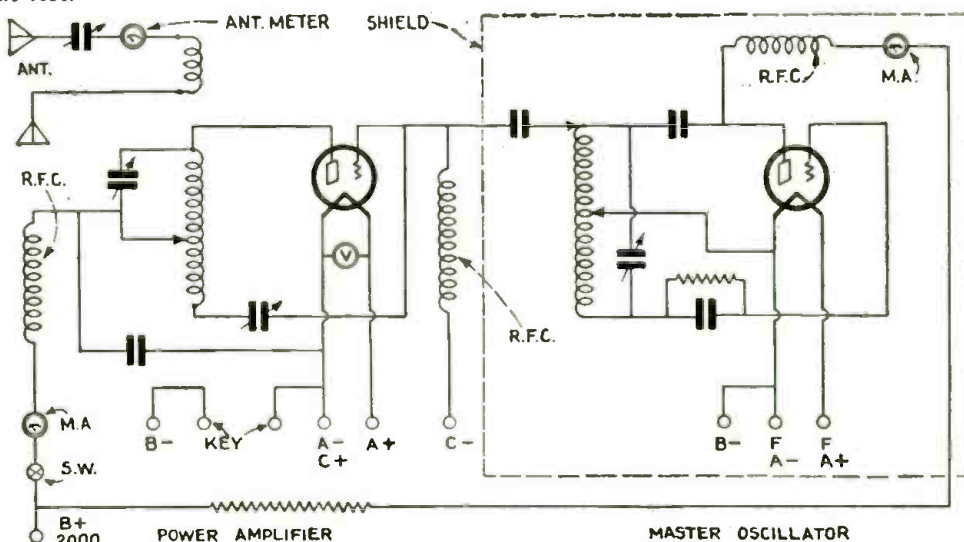 ANT. METER
SHIELD
ANT.
R.F.C.
M.A.
R.F.C.
R.F.C.
V
M.A
S.W.
B-
KEY
A-
C+
A+
C-
B-
F
A-
F
A+
B+
2000
POWER AMPLIFIER
MASTER OSCILLATOR